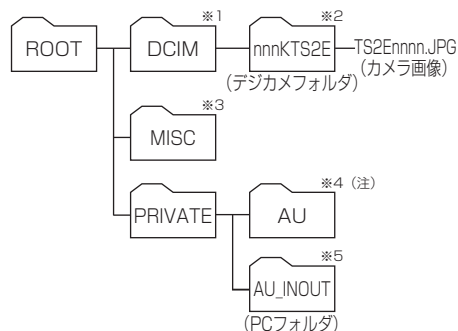 ※1
※2
ROOT
DCIM
nnnKTS2E
TS2Ennnn.JPG
(デジカメフォルダ)
(カメラ画像)
※3
MISC
※4 (注)
PRIVATE
AU
※5
AU_INOUT
(PCフォルダ)